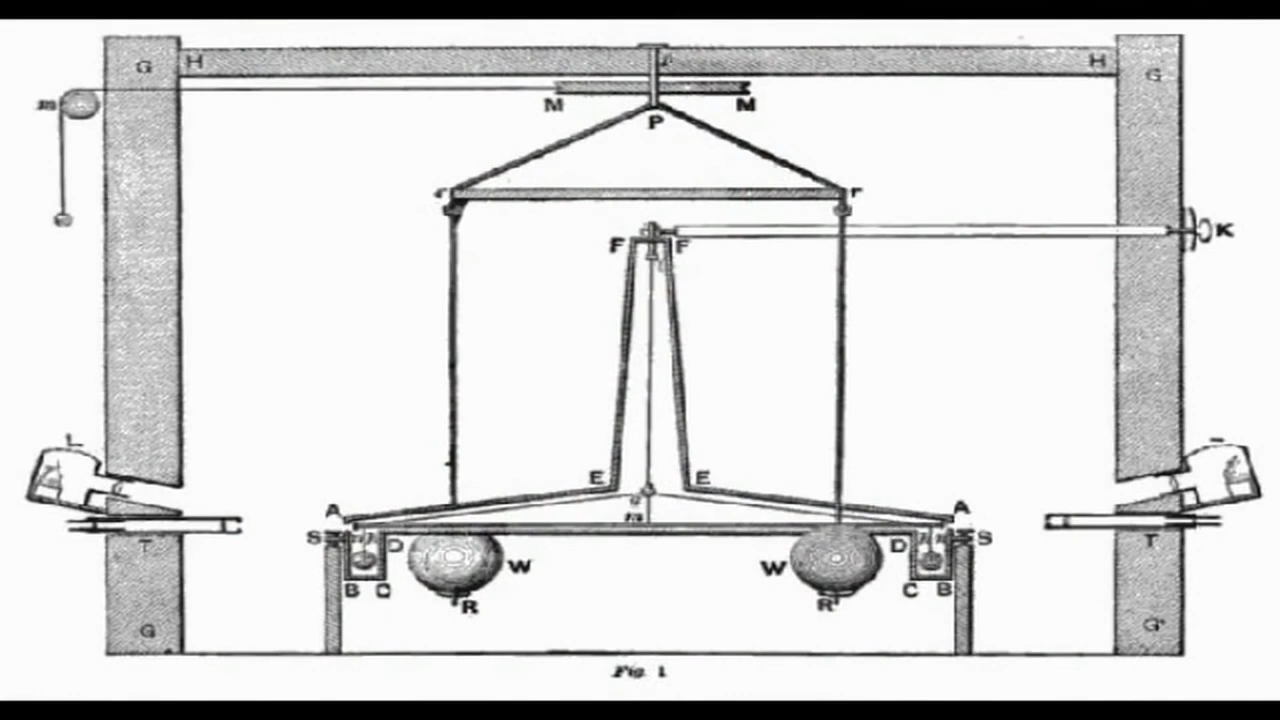 G H H G
m M M
P
r r
F F K
E E
L
A A
m
S D D S
T T
W W
B C C B
R R
G G
Fig. 1